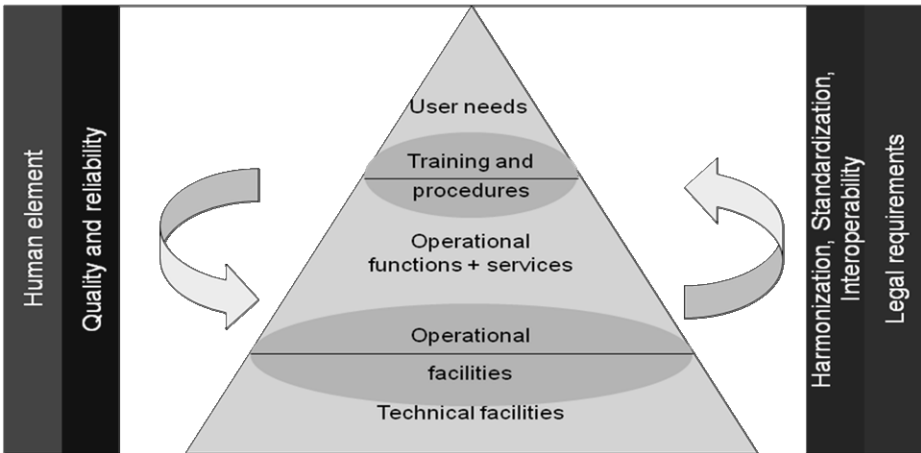 Human element
Quality and reliability
User needs
Training and
procedures
Operational
functions + services
Operational
facilities
Technical facilities
Harmonization, Standardization,
Interoperability
Legal requirements